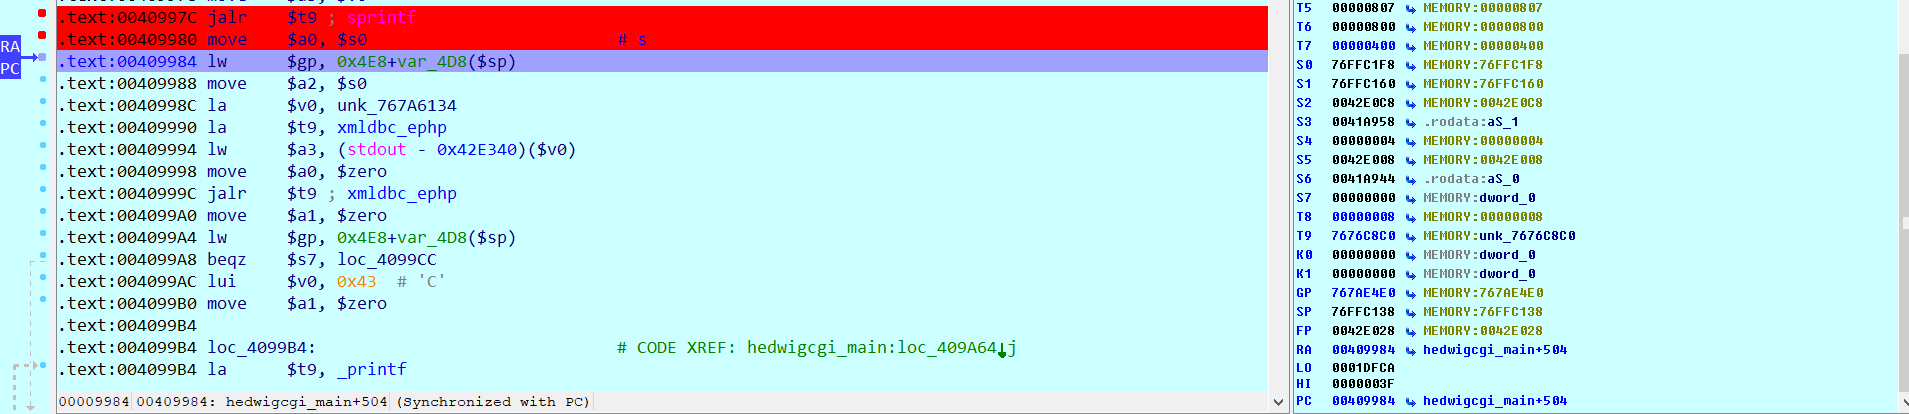 .text:0040997C jalr $t9 ; sprintf
.text:00409980 move $a0, $s0 # s
.text:00409984 lw $gp, 0x4E8+var_4D8($sp)
.text:00409988 move $a2, $s0
.text:0040998C la $v0, unk_767A6134
.text:00409990 la $t9, xmldbc_ephp
.text:00409994 lw $a3, (stdout - 0x42E340)($v0)
.text:00409998 move $a0, $zero
.text:0040999C jalr $t9 ; xmldbc_ephp
.text:004099A0 move $a1, $zero
.text:004099A4 lw $gp, 0x4E8+var_4D8($sp)
.text:004099A8 beqz $s7, loc_4099CC
.text:004099AC lui $v0, 0x43 # 'C'
.text:004099B0 move $a1, $zero
.text:004099B4
.text:004099B4 loc_4099B4: # CODE XREF: hedwigcgi_main:loc_409A64↓j
.text:004099B4 la $t9, _printf
RA
PC
00009984 00409984: hedwigcgi_main+504 (Synchronized with PC)
T5 00000807 MEMORY:00000807
T6 00000800 MEMORY:00000800
T7 00000400 MEMORY:00000400
S0 76FFC1F8 MEMORY:76FFC1F8
S1 76FFC160 MEMORY:76FFC160
S2 0042E0C8 MEMORY:0042E0C8
S3 0041A958 .rodata:aS_1
S4 00000004 MEMORY:00000004
S5 0042E008 MEMORY:0042E008
S6 0041A944 .rodata:aS_0
S7 00000000 MEMORY:dword_0
T8 00000008 MEMORY:00000008
T9 7676C8C0 MEMORY:unk_7676C8C0
K0 00000000 MEMORY:dword_0
K1 00000000 MEMORY:dword_0
GP 767AE4E0 MEMORY:767AE4E0
SP 76FFC138 MEMORY:76FFC138
FP 0042E028 MEMORY:0042E028
RA 00409984 hedwigcgi_main+504
LO 0001DFCA
HI 0000003F
PC 00409984 hedwigcgi_main+504